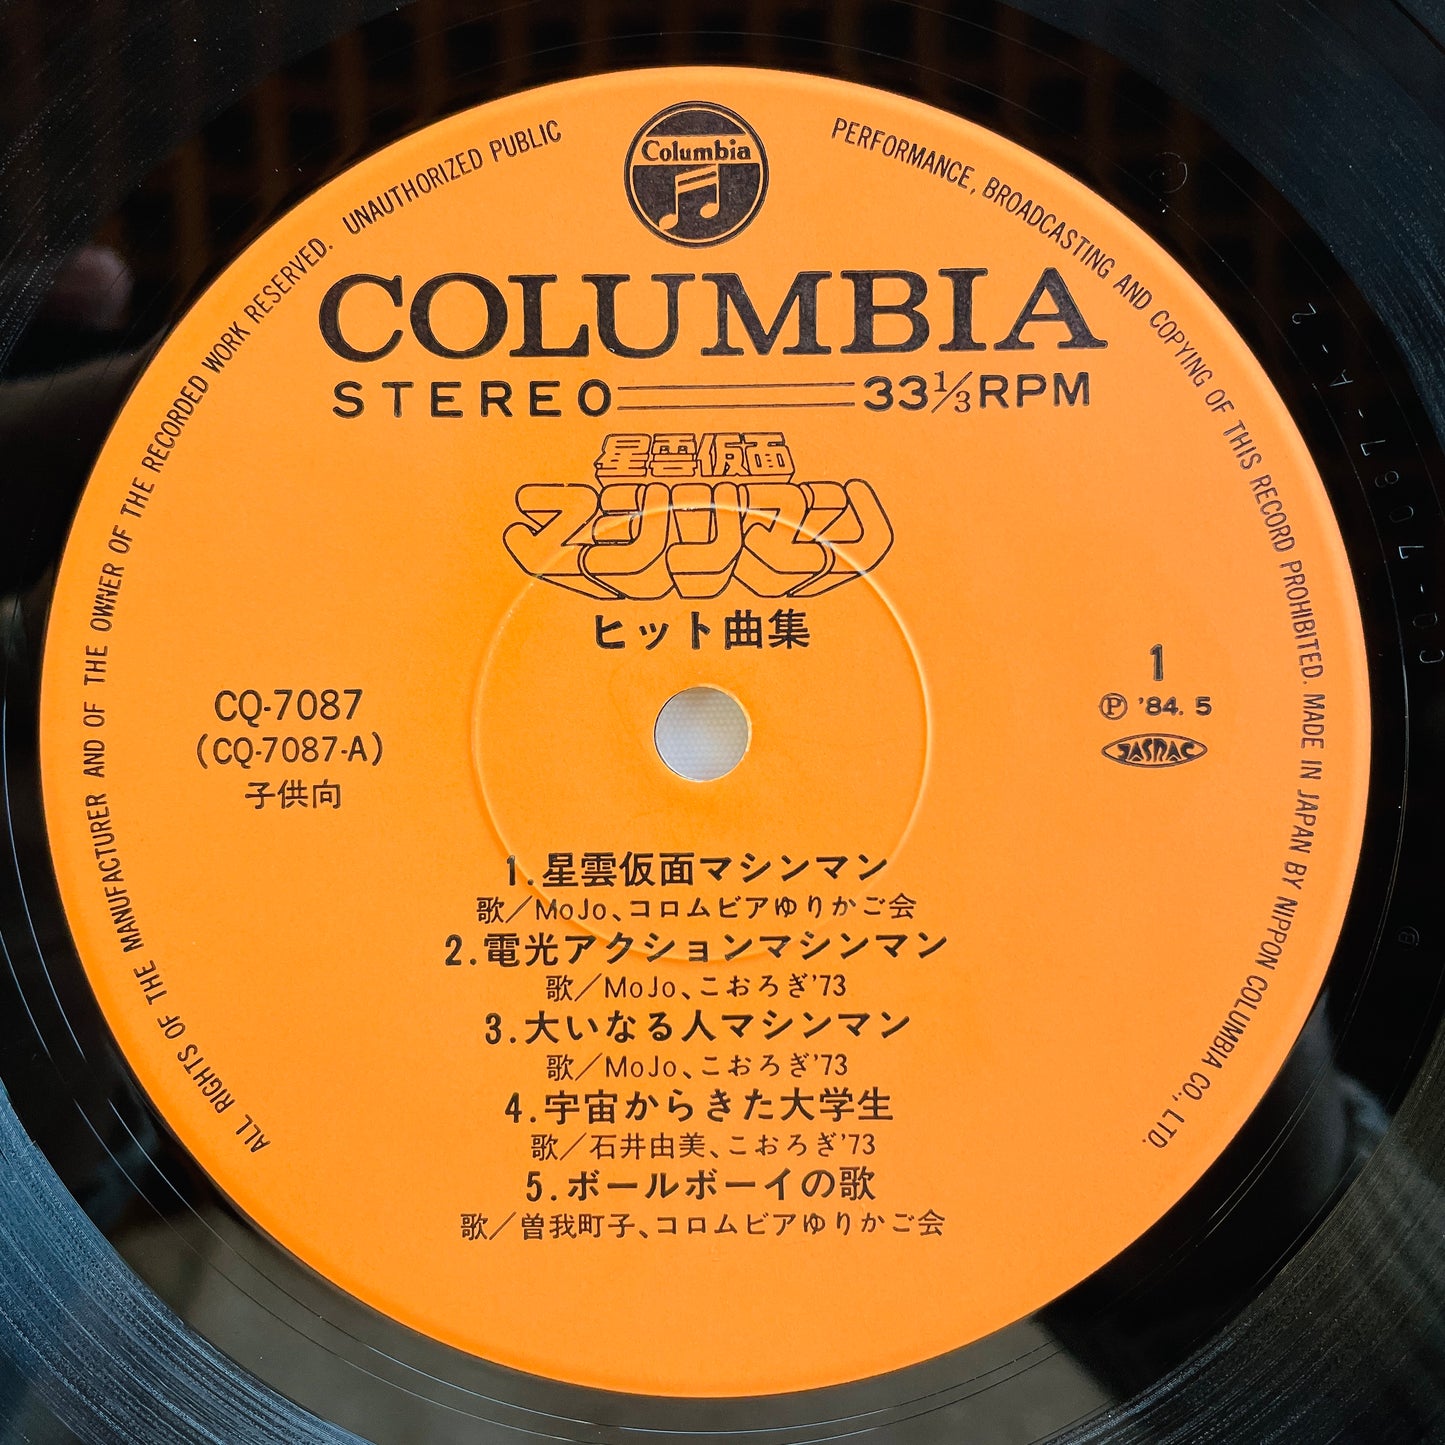 Columbia
ALL RIGHTS OF THE MANUFACTURER AND OF THE OWNER OF THE RECORDED WORK RESERVED. UNAUTHORIZED PUBLIC PERFORMANCE, BROADCASTING AND COPYING OF THIS RECORD PROHIBITED. MADE IN JAPAN BY NIPPON COLUMBIA CO., LTD.
COLUMBIA
STEREO 33 1/3 RPM
星雲仮面
マシンマン
ヒット曲集
CQ-7087
(CQ-7087-A)
子供向
1
Ⓟ '84. 5
JASRAC
1.星雲仮面マシンマン
歌／MoJo、コロムビアゆりかご会
2.電光アクションマシンマン
歌／MoJo、こおろぎ'73
3.大いなる人マシンマン
歌／MoJo、こおろぎ'73
4.宇宙からきた大学生
歌／石井由美、こおろぎ'73
5.ボールボーイの歌
歌／曽我町子、コロムビアゆりかご会
CQ-7087-A-2